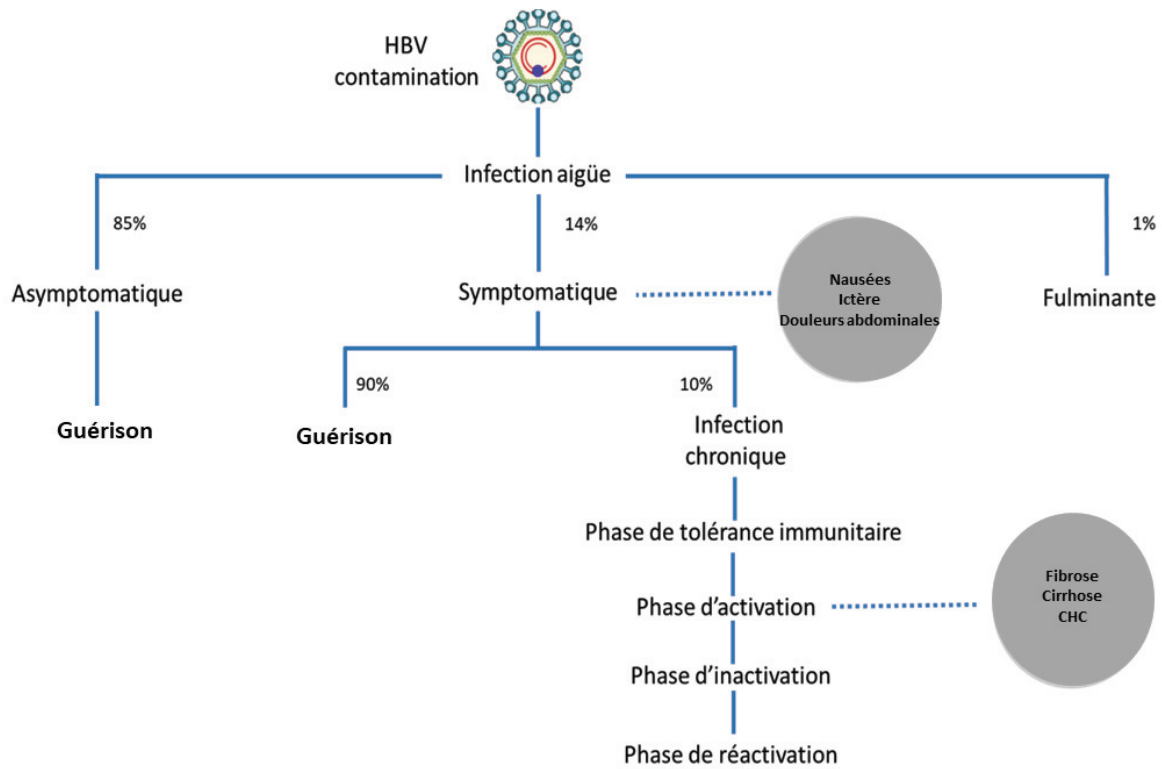 HBV
contamination
Infection aigüe
85%
14%
1%
Asymptomatique
Symptomatique
Nausées
Ictère
Douleurs abdominales
Fulminante
90%
10%
Guérison
Guérison
Infection
chronique
Phase de tolérance immunitaire
Phase d'activation
Fibrose
Cirrhose
CHC
Phase d'inactivation
Phase de réactivation